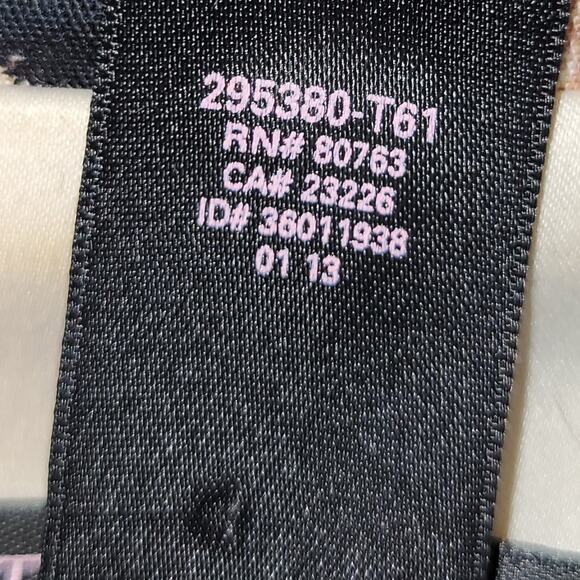 295380-T61
RN# 80763
CA# 23226
ID# 36011938
01 13